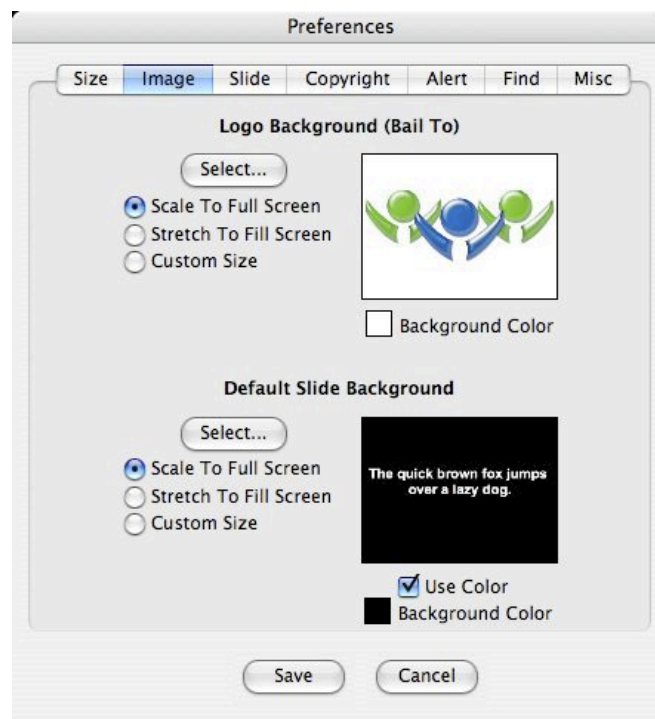 Preferences
Size Image Slide Copyright Alert Find Misc
Logo Background (Bail To)
Select...
Scale To Full Screen
Stretch To Fill Screen
Custom Size
Background Color
Default Slide Background
Select...
Scale To Full Screen
Stretch To Fill Screen
Custom Size
The quick brown fox jumps
over a lazy dog.
Use Color
Background Color
Save Cancel